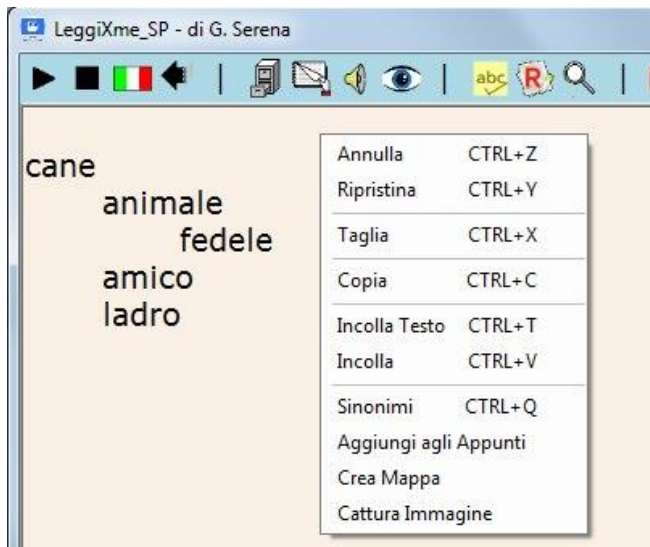 LeggiXme_SP - di G. Serena
abc R
cane
animale
fedele
amico
ladro
Annulla CTRL+Z
Ripristina CTRL+Y
Taglia CTRL+X
Copia CTRL+C
Incolla Testo CTRL+T
Incolla CTRL+V
Sinonimi CTRL+Q
Aggiungi agli Appunti
Crea Mappa
Cattura Immagine